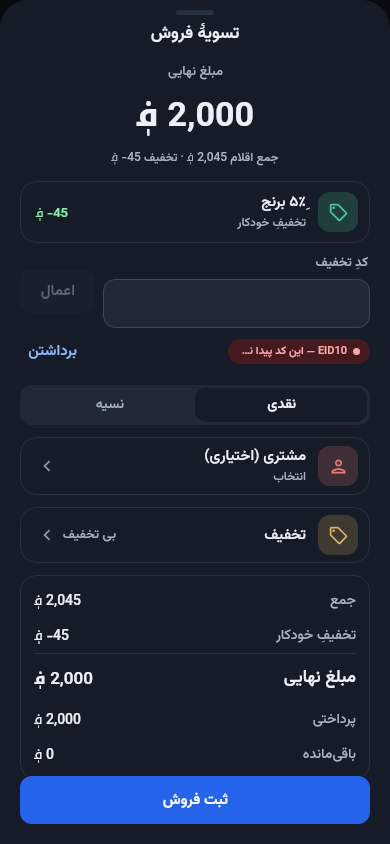 تسویهٔ فروش
مبلغ نهایی
2,000 ؋
جمع اقلام 2,045 ؋ · تخفیف 45− ؋
۵٪ِ برنج
تخفیفِ خودکار
45− ؋
کدِ تخفیف
اعمال
EID10 — این کد پیدا نـ…
برداشتن
نقدی
نسیه
مشتری (اختیاری)
انتخاب
تخفیف
بی تخفیف
جمع
2,045 ؋
تخفیفِ خودکار
45− ؋
مبلغ نهایی
2,000 ؋
پرداختی
2,000 ؋
باقی‌مانده
0 ؋
ثبت فروش